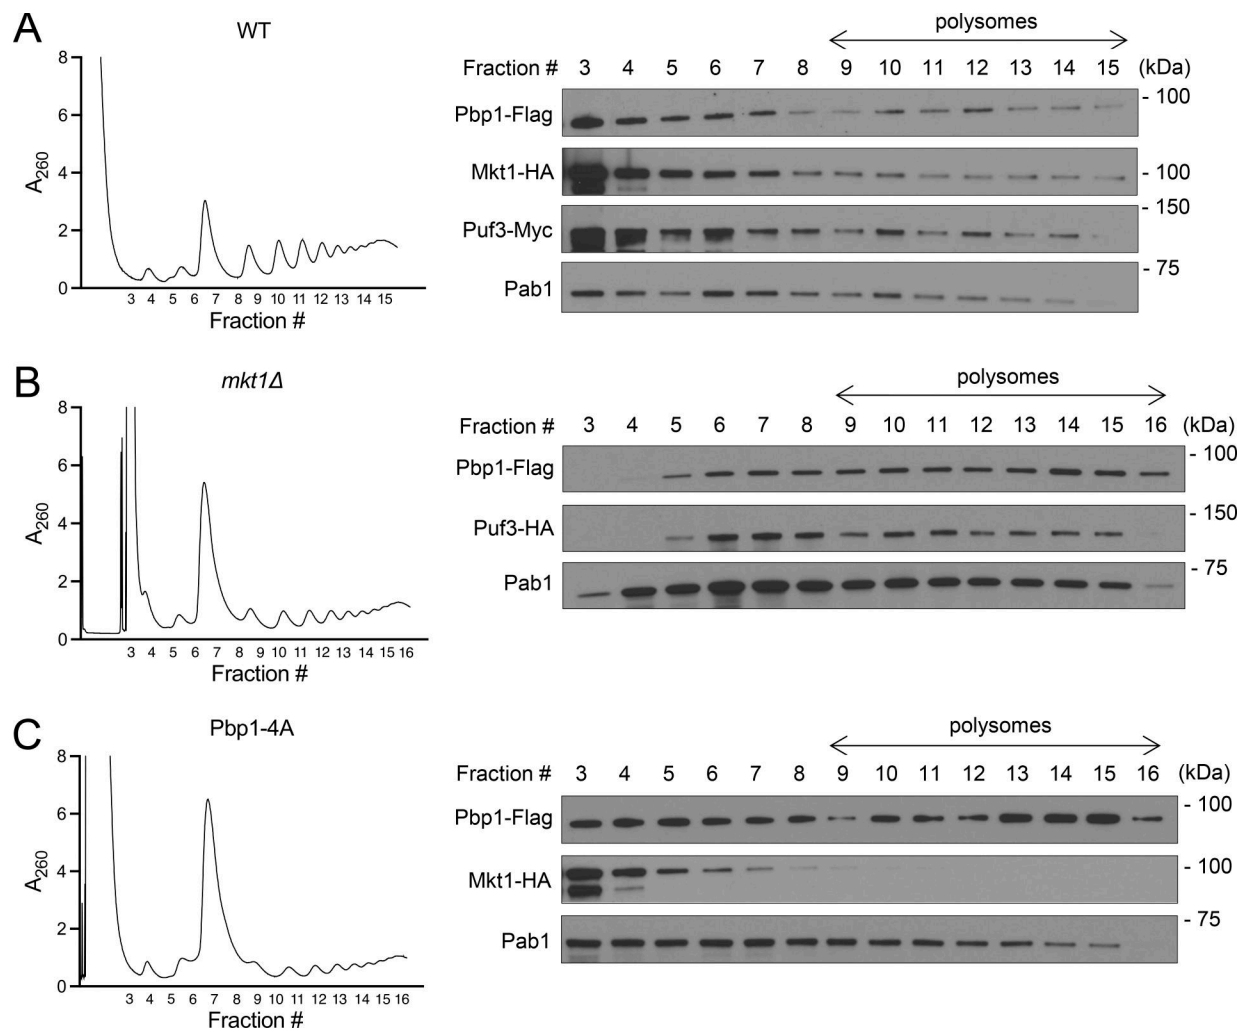 A
WT
8
6
4
2
0
A260
3 4 5 6 7 8 9 10 11 12 13 14 15
Fraction #
polysomes
Fraction # 3 4 5 6 7 8 9 10 11 12 13 14 15 (kDa)
Pbp1-Flag - 100
Mkt1-HA - 100
Puf3-Myc - 150
Pab1 - 75
B
mkt1Δ
8
6
4
2
0
A260
3 4 5 6 7 8 9 10 11 12 13 14 15 16
Fraction #
polysomes
Fraction # 3 4 5 6 7 8 9 10 11 12 13 14 15 16 (kDa)
Pbp1-Flag - 100
Puf3-HA - 150
Pab1 - 75
C
Pbp1-4A
8
6
4
2
0
A260
3 4 5 6 7 8 9 10 11 12 13 14 15 16
Fraction #
polysomes
Fraction # 3 4 5 6 7 8 9 10 11 12 13 14 15 16 (kDa)
Pbp1-Flag - 100
Mkt1-HA - 100
Pab1 - 75